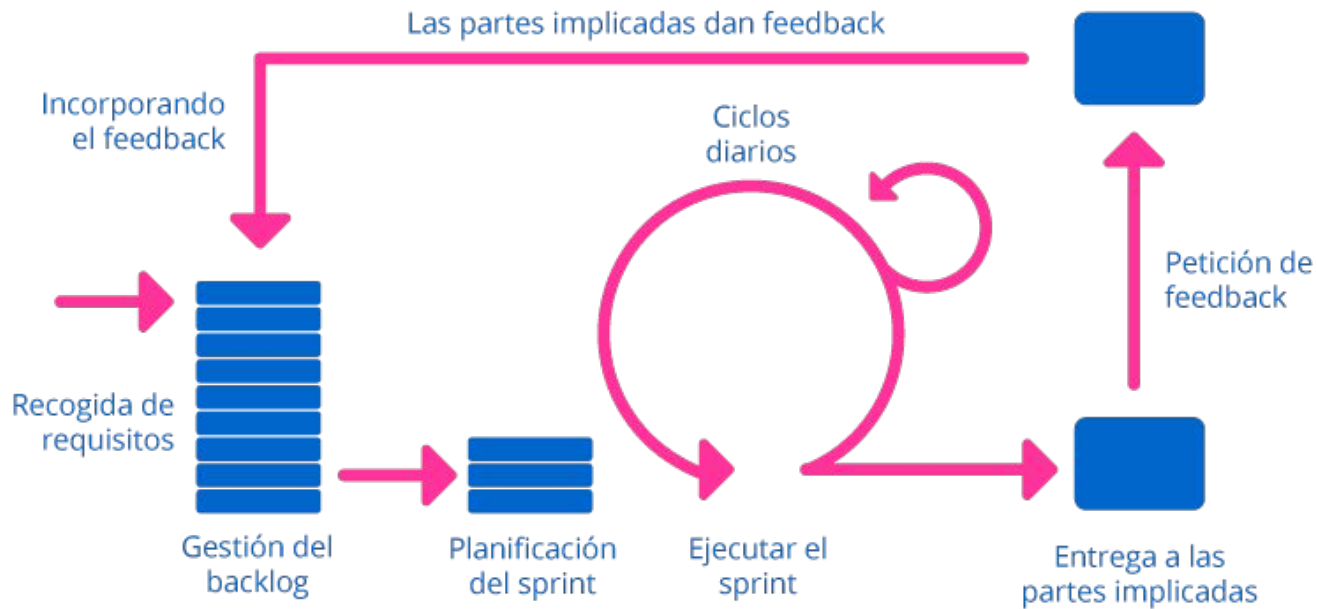 Las partes implicadas dan feedback
Incorporando
el feedback
Ciclos
diarios
Petición de
feedback
Recogida de
requisitos
Gestión del
backlog
Planificación
del sprint
Ejecutar el
sprint
Entrega a las
partes implicadas